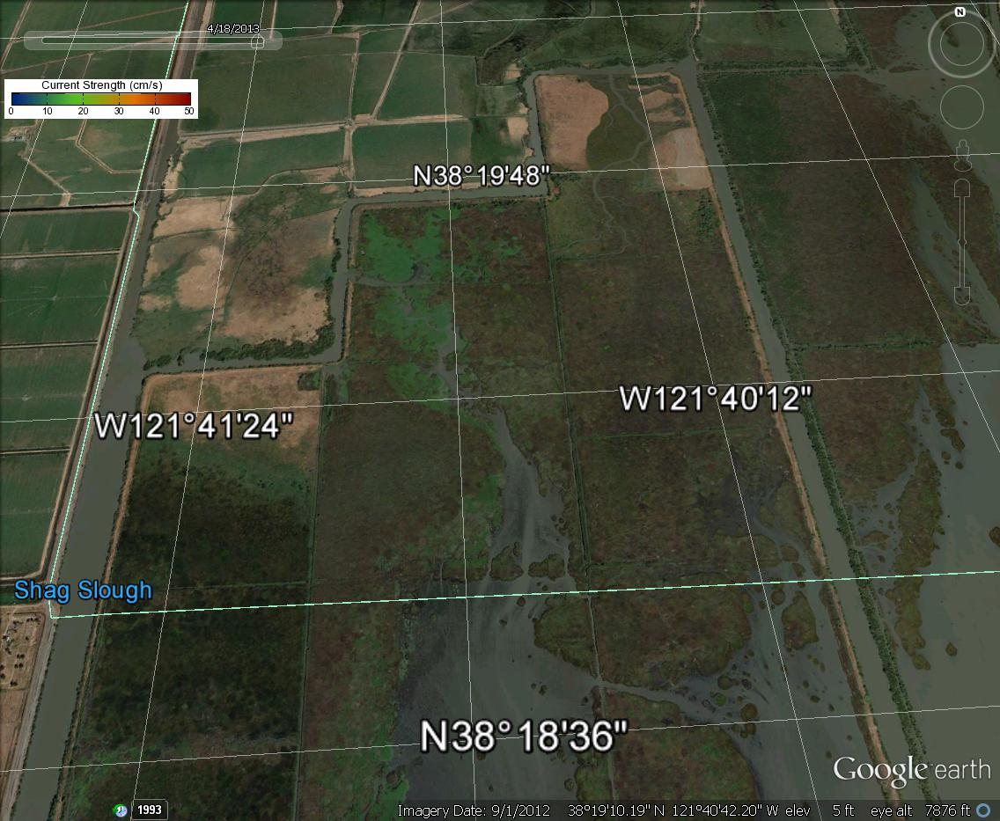 4/18/2013
N
Current Strength (cm/s)
0 10 20 30 40 50
N38°19'48"
W121°40'12"
W121°41'24"
Shag Slough
N38°18'36"
Google earth
1993
Imagery Date: 9/1/2012 38°19'10.19" N 121°40'42.20" W elev 5 ft eye alt 7876 ft